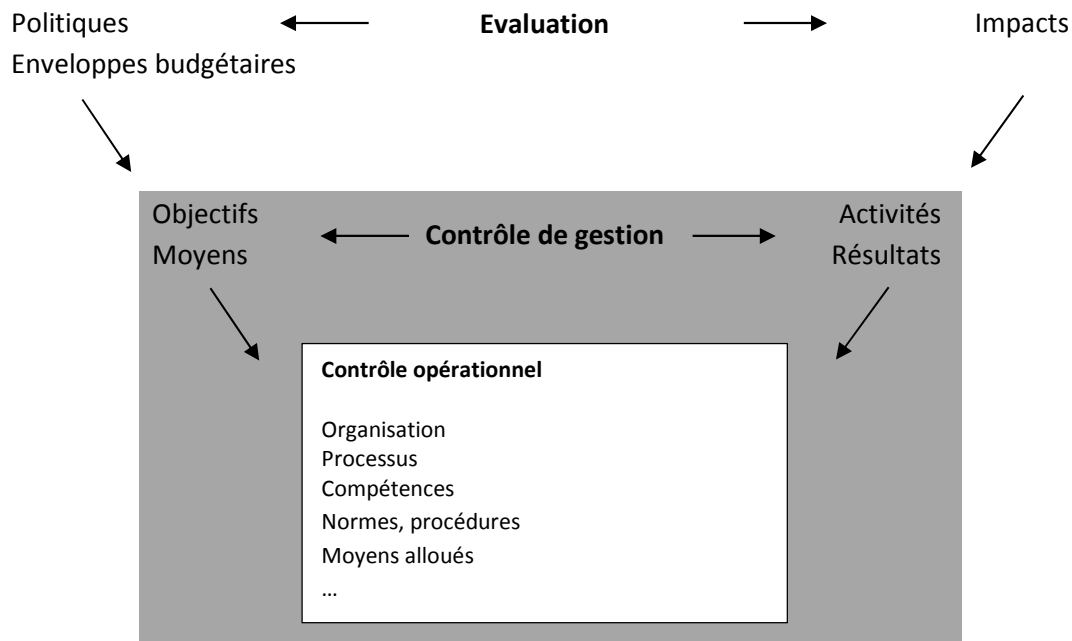 Politiques Evaluation Impacts
Enveloppes budgétaires
Objectifs Activités
Contrôle de gestion
Moyens Résultats
Contrôle opérationnel
Organisation
Processus
Compétences
Normes, procédures
Moyens alloués
…